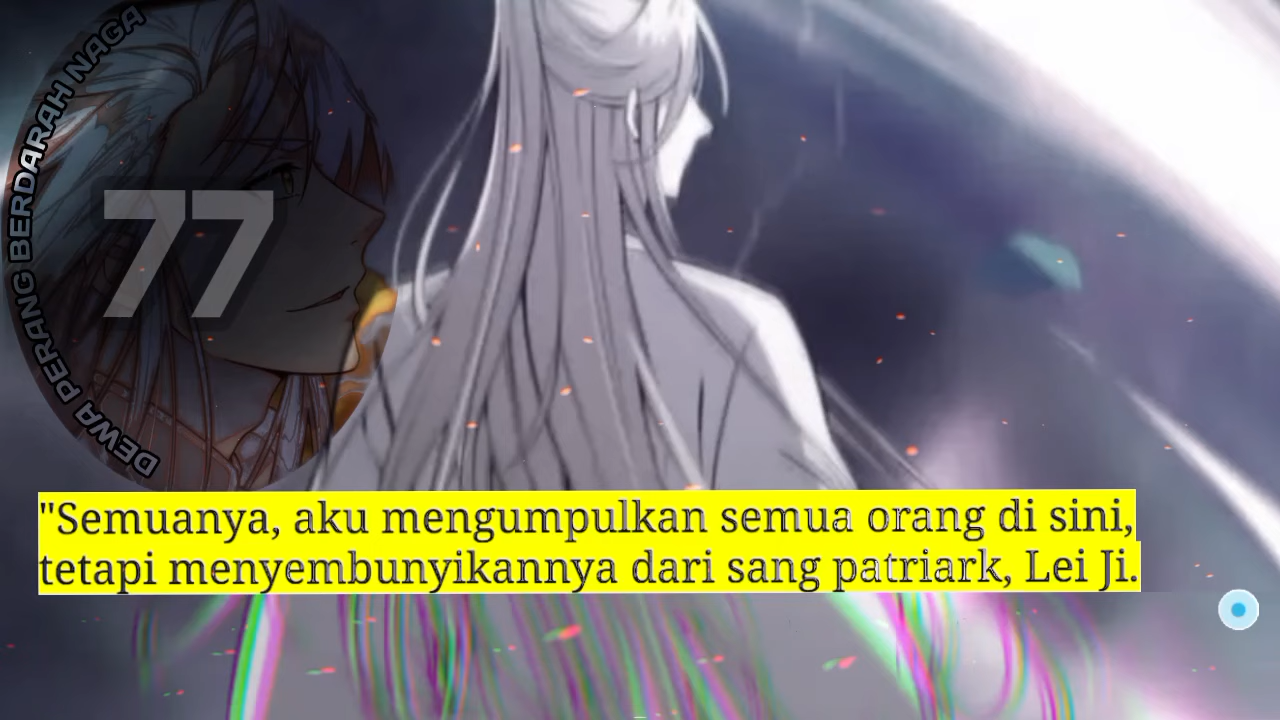 DEWA PERANG BERDARAH NAGA
77
"Semuanya, aku mengumpulkan semua orang di sini,
tetapi menyembunyikannya dari sang patriark, Lei Ji.